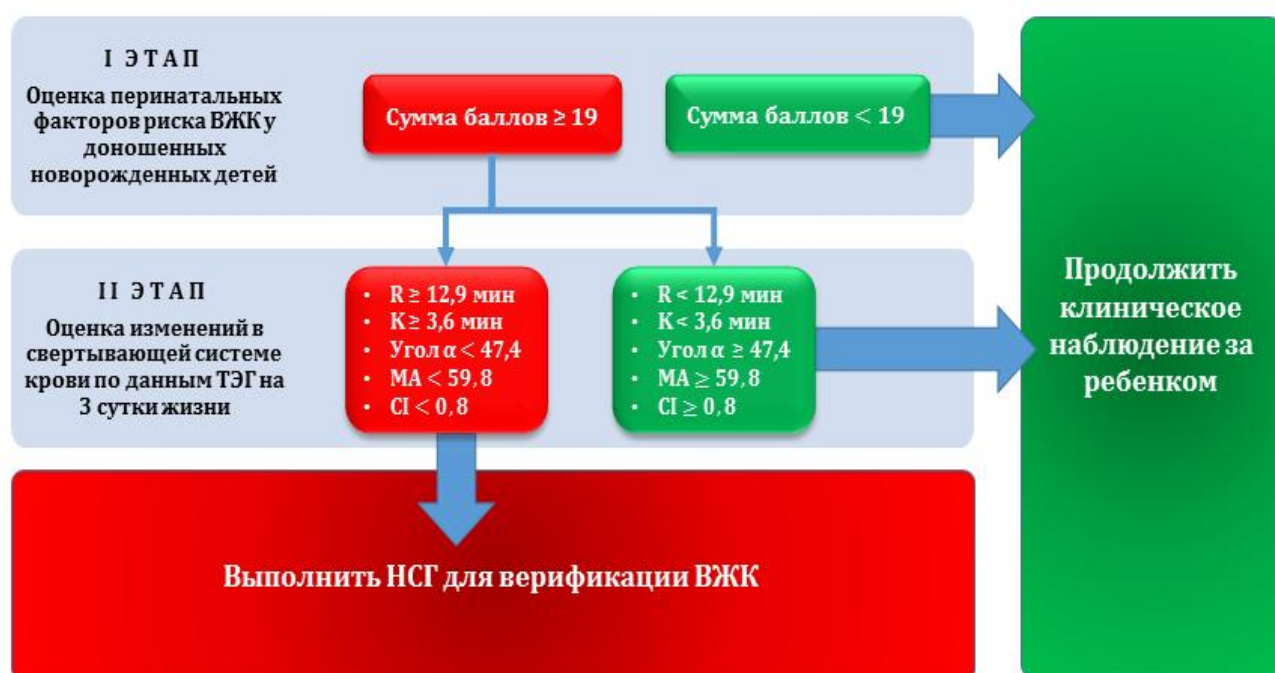 I ЭТАП
Оценка перинатальных
факторов риска ВЖК у
доношенных
новорожденных детей
Сумма баллов ≥ 19
Сумма баллов < 19
II ЭТАП
Оценка изменений в
свертывающей системе
крови по данным ТЭГ на
3 сутки жизни
• R ≥ 12,9 мин
• K ≥ 3,6 мин
• Угол α < 47,4
• MA < 59,8
• CI < 0,8
• R < 12,9 мин
• K < 3,6 мин
• Угол α ≥ 47,4
• MA ≥ 59,8
• CI ≥ 0,8
Продолжить
клиническое
наблюдение за
ребенком
Выполнить НСГ для верификации ВЖК